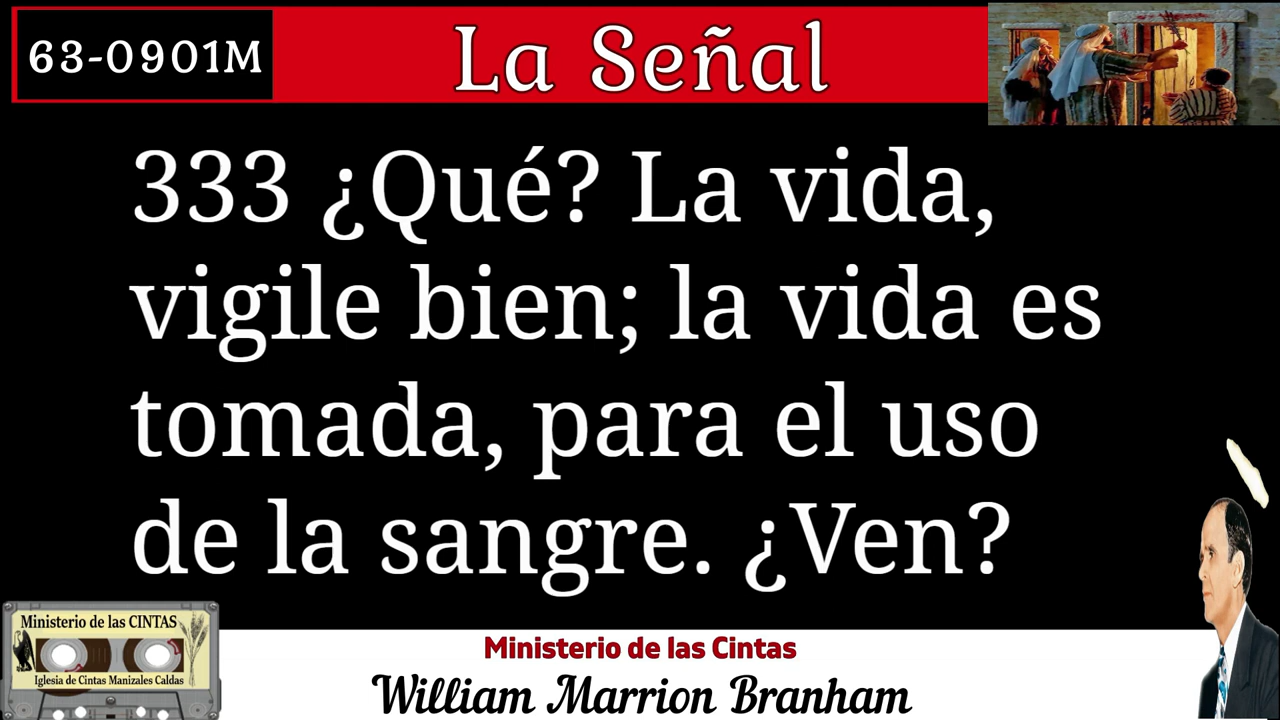 63-0901M
La Señal
333 ¿Qué? La vida,
vigile bien; la vida es
tomada, para el uso
de la sangre. ¿Ven?
Ministerio de las CINTAS
Iglesia de Cintas Manizales Caldas
Ministerio de las Cintas
William Marrion Branham